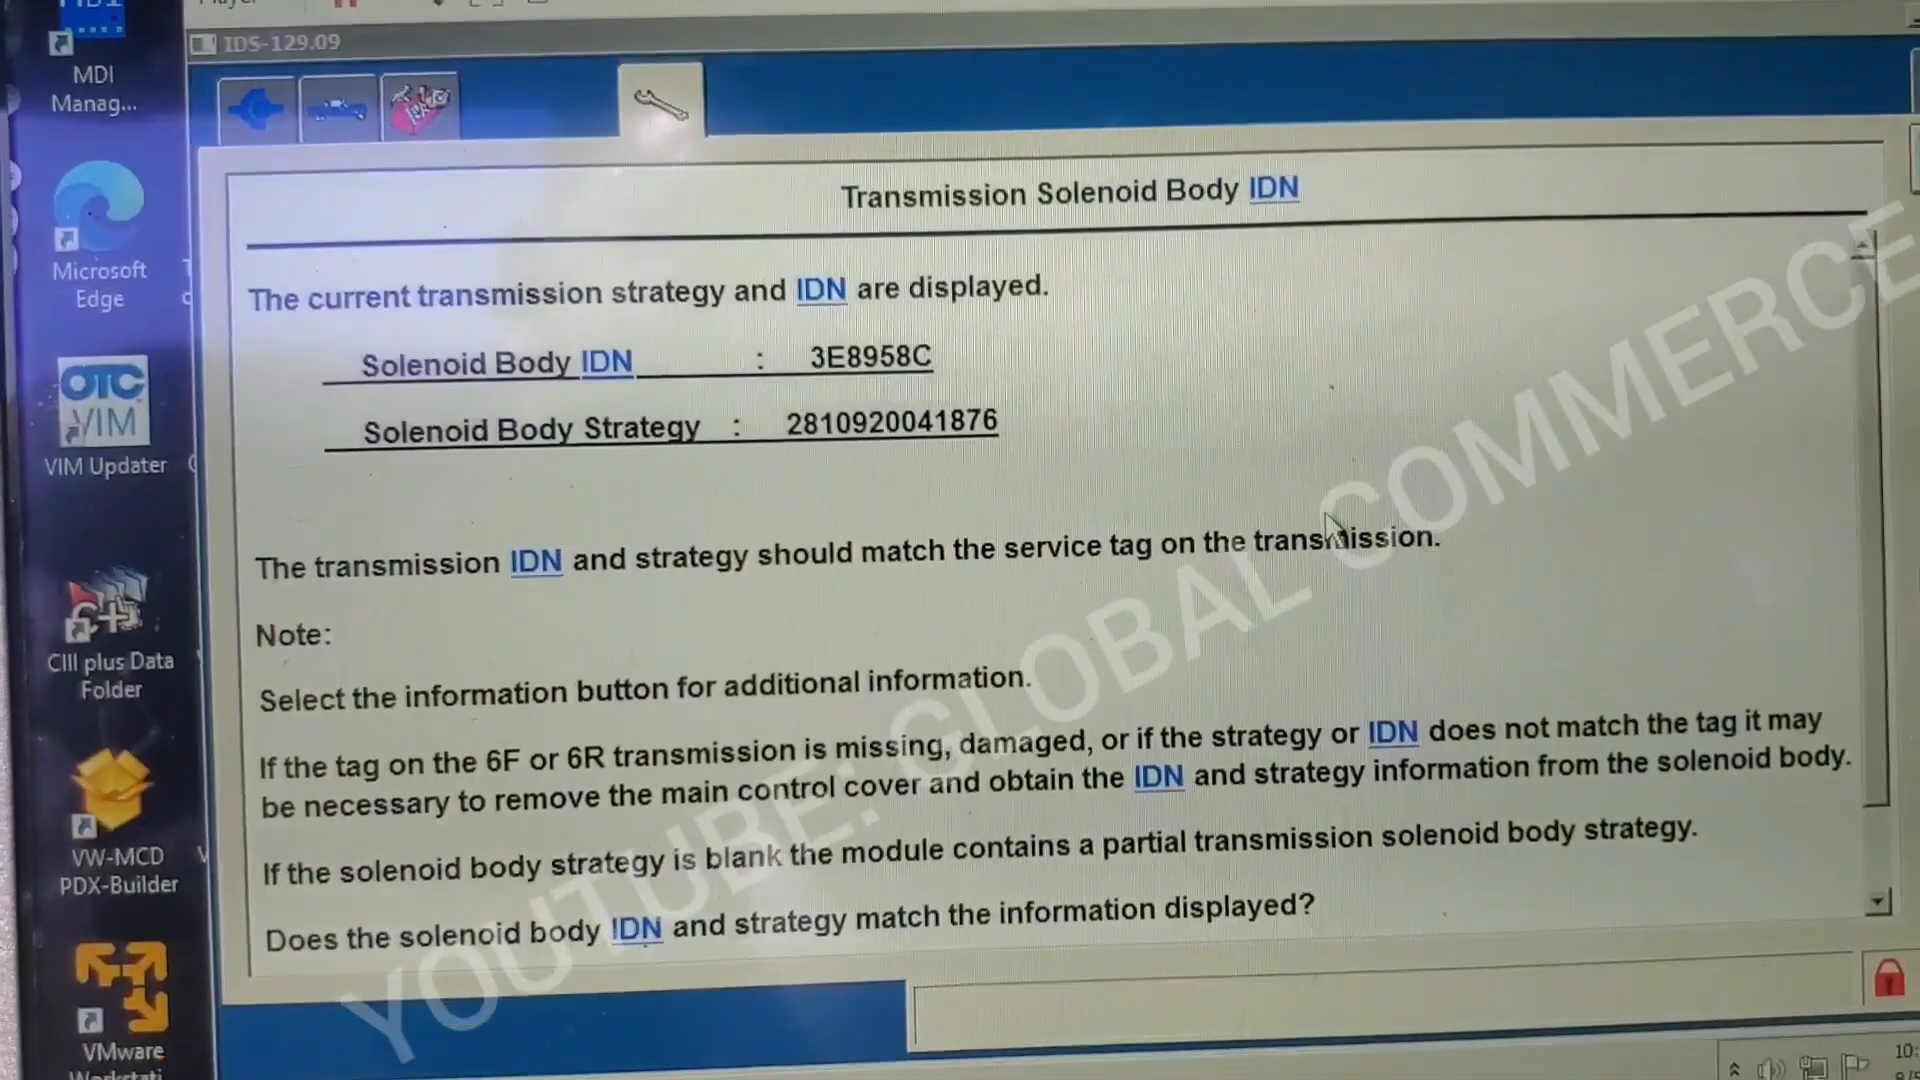 IDS-129.09
MDI
Manag...
Transmission Solenoid Body IDN
Microsoft
Edge
The current transmission strategy and IDN are displayed.
Solenoid Body IDN : 3E8958C
Solenoid Body Strategy : 2810920041876
OTC
VIM
VIM Updater
The transmission IDN and strategy should match the service tag on the transmission.
Note:
CIII plus Data
Folder
Select the information button for additional information.
If the tag on the 6F or 6R transmission is missing, damaged, or if the strategy or IDN does not match the tag it may
be necessary to remove the main control cover and obtain the IDN and strategy information from the solenoid body.
VW-MCD
PDX-Builder
If the solenoid body strategy is blank the module contains a partial transmission solenoid body strategy.
Does the solenoid body IDN and strategy match the information displayed?
VMware
YOUTUBE: GLOBAL COMMERCE
10: